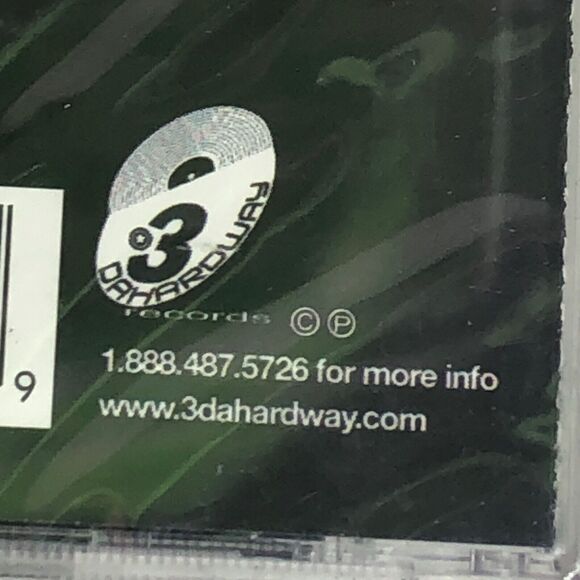 3
DAHARDWAY
records © ℗
1.888.487.5726 for more info
www.3dahardway.com
9